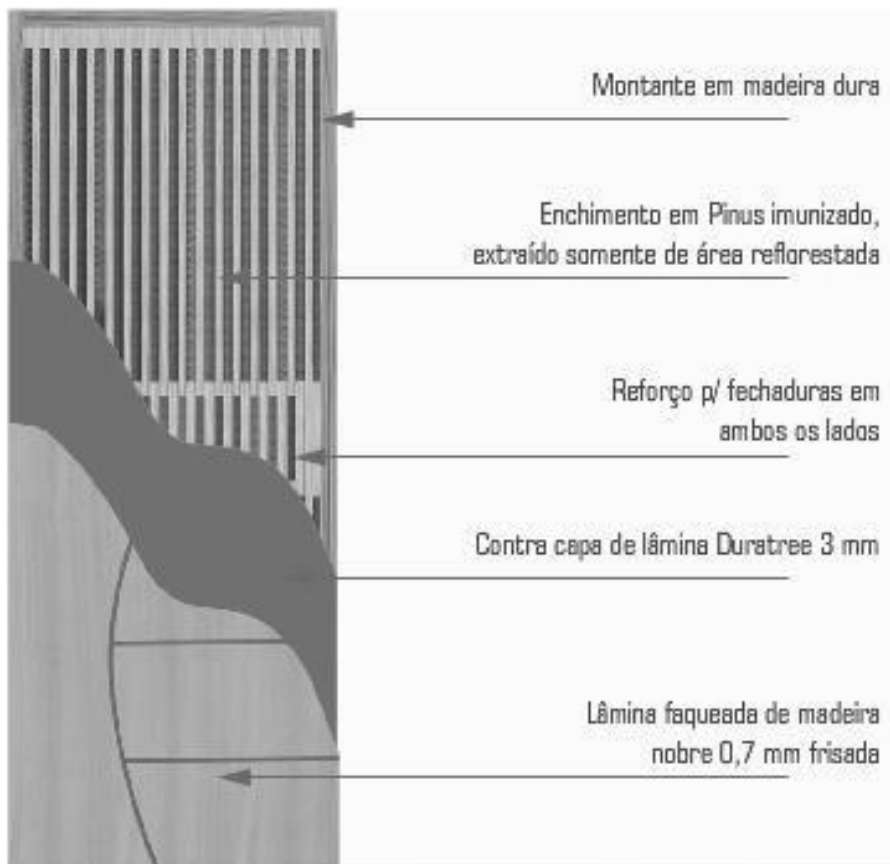 Montante em madeira dura
Enchimento em Pinus imunizado,
extraído somente de área reflorestada
Reforço p/ fechaduras em
ambos os lados
Contra capa de lâmina Duratree 3 mm
Lâmina faqueada de madeira
nobre 0,7 mm frisada